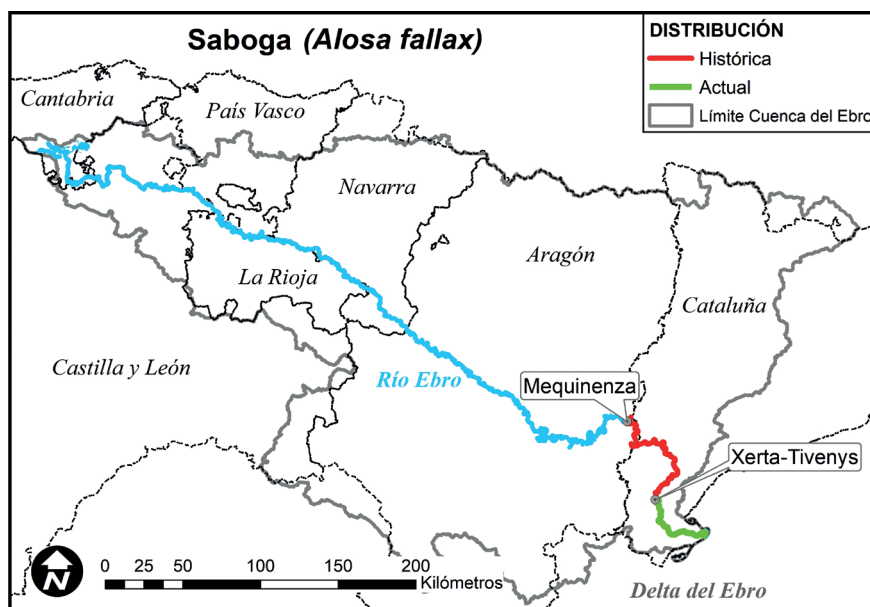 Saboga (Alosa fallax)
DISTRIBUCIÓN
Histórica
Actual
Límite Cuenca del Ebro
Cantabria
País Vasco
Navarra
Aragón
La Rioja
Cataluña
Castilla y León
Río Ebro
Mequinenza
Xerta-Tivenys
N
0 25 50 100 150 200
Kilómetros
Delta del Ebro